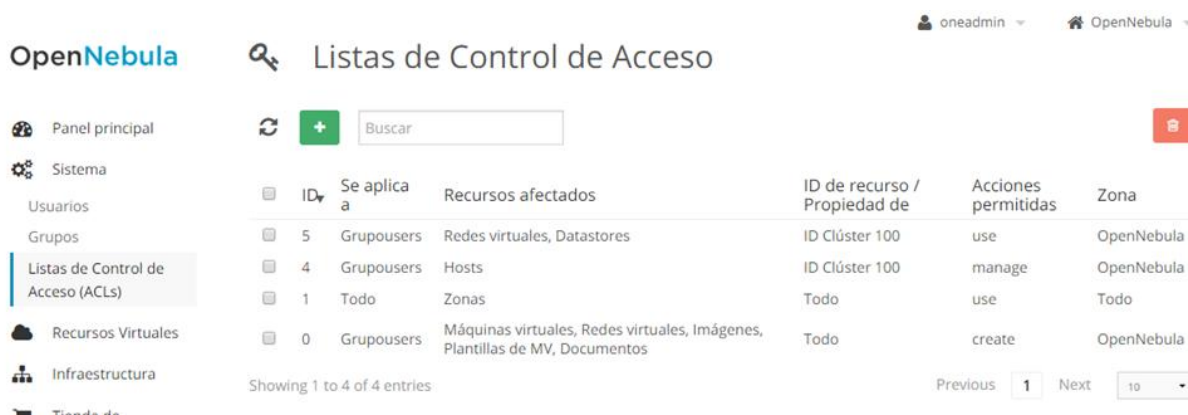 oneadmin
OpenNebula
OpenNebula
Listas de Control de Acceso
Panel principal
Buscar
Sistema
Usuarios
Grupos
Listas de Control de
Acceso (ACLs)
Recursos Virtuales
Infraestructura
Tienda de
ID Se aplica a Recursos afectados ID de recurso / Propiedad de Acciones permitidas Zona
5 Grupousers Redes virtuales, Datastores ID Clúster 100 use OpenNebula
4 Grupousers Hosts ID Clúster 100 manage OpenNebula
1 Todo Zonas Todo use Todo
0 Grupousers Máquinas virtuales, Redes virtuales, Imágenes,
Plantillas de MV, Documentos Todo create OpenNebula
Showing 1 to 4 of 4 entries
Previous 1 Next 10